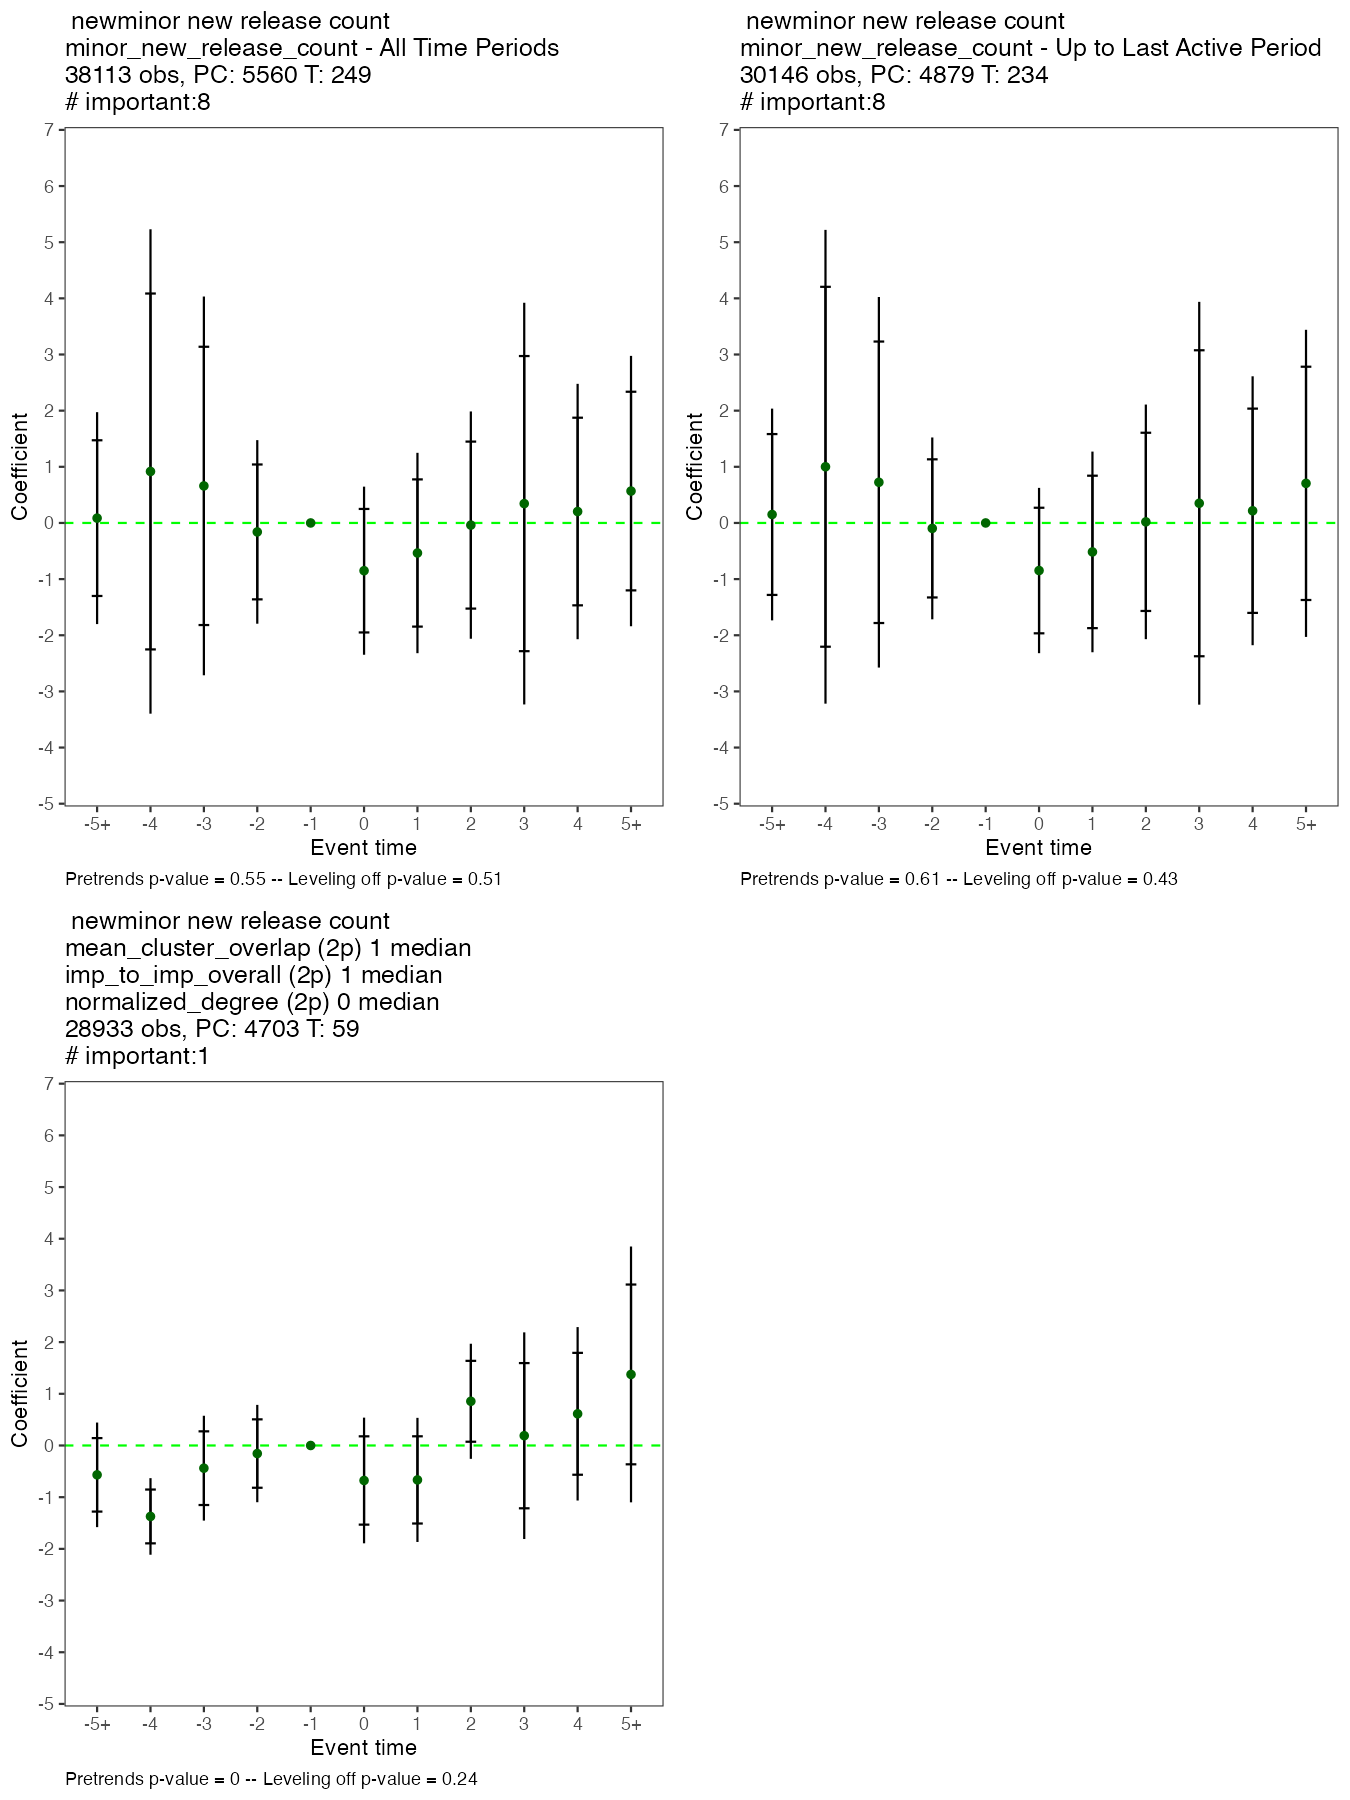 newminor new release count
minor_new_release_count - All Time Periods
38113 obs, PC: 5560 T: 249
# important:8
7
6
5
4
3
2
1
0
-1
-2
-3
-4
-5
Coefficient
-5+ -4 -3 -2 -1 0 1 2 3 4 5+
Event time
Pretrends p-value = 0.55 -- Leveling off p-value = 0.51
newminor new release count
minor_new_release_count - Up to Last Active Period
30146 obs, PC: 4879 T: 234
# important:8
7
6
5
4
3
2
1
0
-1
-2
-3
-4
-5
Coefficient
-5+ -4 -3 -2 -1 0 1 2 3 4 5+
Event time
Pretrends p-value = 0.61 -- Leveling off p-value = 0.43
newminor new release count
mean_cluster_overlap (2p) 1 median
imp_to_imp_overall (2p) 1 median
normalized_degree (2p) 0 median
28933 obs, PC: 4703 T: 59
# important:1
7
6
5
4
3
2
1
0
-1
-2
-3
-4
-5
Coefficient
-5+ -4 -3 -2 -1 0 1 2 3 4 5+
Event time
Pretrends p-value = 0 -- Leveling off p-value = 0.24